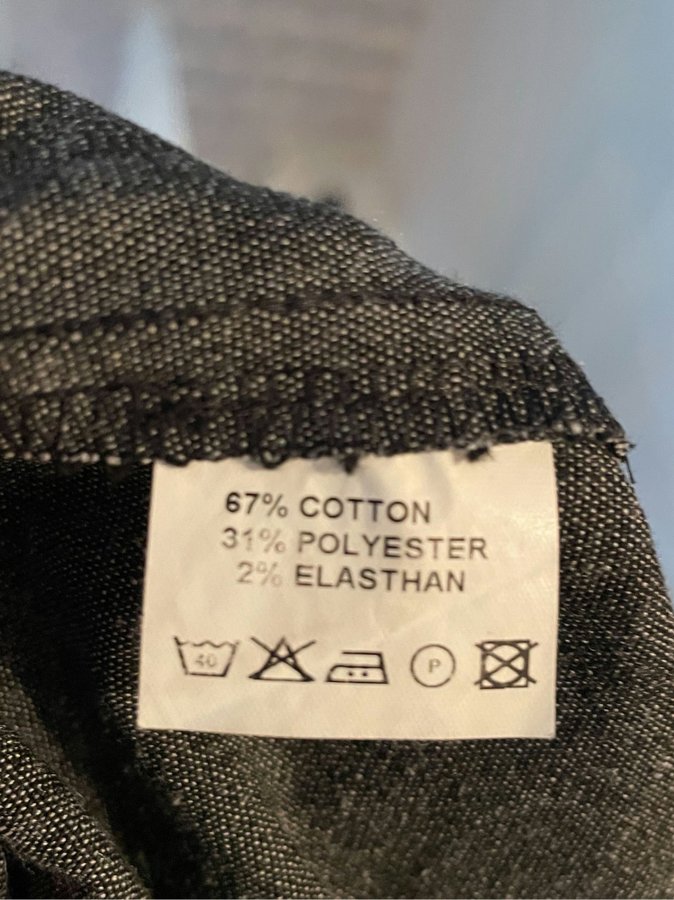 67% COTTON
31% POLYESTER
2% ELASTHAN
40 P